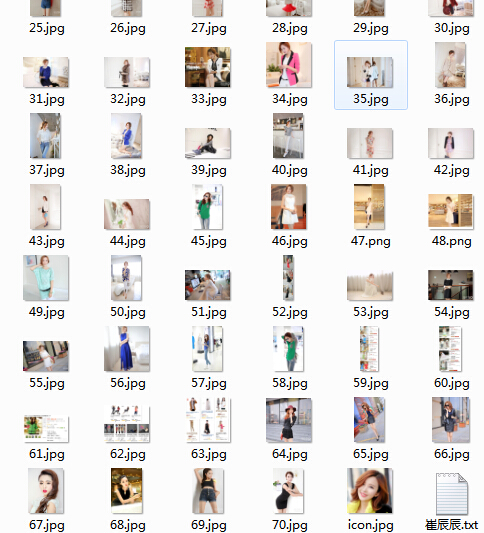 25.jpg 26.jpg 27.jpg 28.jpg 29.jpg 30.jpg
31.jpg 32.jpg 33.jpg 34.jpg 35.jpg 36.jpg
37.jpg 38.jpg 39.jpg 40.jpg 41.jpg 42.jpg
43.jpg 44.jpg 45.jpg 46.jpg 47.png 48.png
49.jpg 50.jpg 51.jpg 52.jpg 53.jpg 54.jpg
55.jpg 56.jpg 57.jpg 58.jpg 59.jpg 60.jpg
61.jpg 62.jpg 63.jpg 64.jpg 65.jpg 66.jpg
67.jpg 68.jpg 69.jpg 70.jpg icon.jpg 崔辰辰.txt